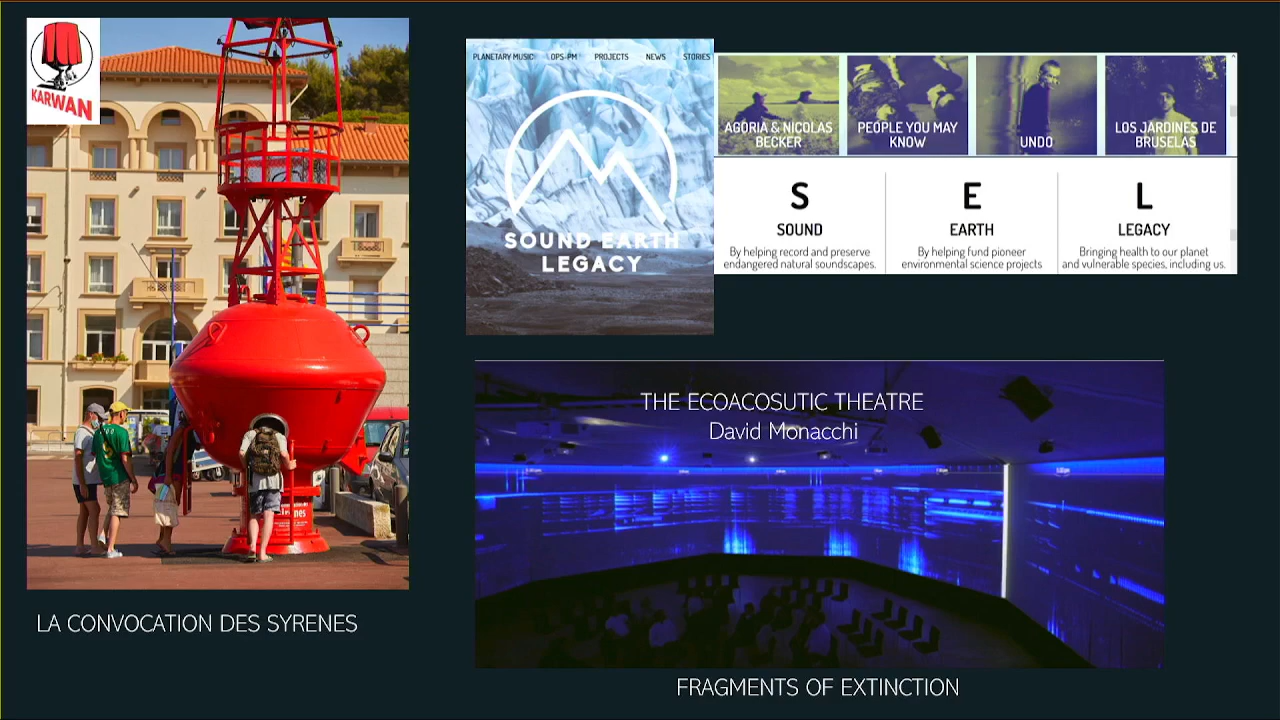 KARWAN
LA CONVOCATION DES SYRENES
PLANETARY MUSIC OPS-PM PROJECTS NEWS STORIES
SOUND EARTH
LEGACY
AGORIA & NICOLAS
BECKER
PEOPLE YOU MAY
KNOW
UNDO
LOS JARDINES DE
BRUSELAS
S
SOUND
By helping record and preserve
endangered natural soundscapes.
E
EARTH
By helping fund pioneer
environmental science projects
L
LEGACY
Bringing health to our planet
and vulnerable species, including us.
THE ECOACOSUTIC THEATRE
David Monacchi
FRAGMENTS OF EXTINCTION